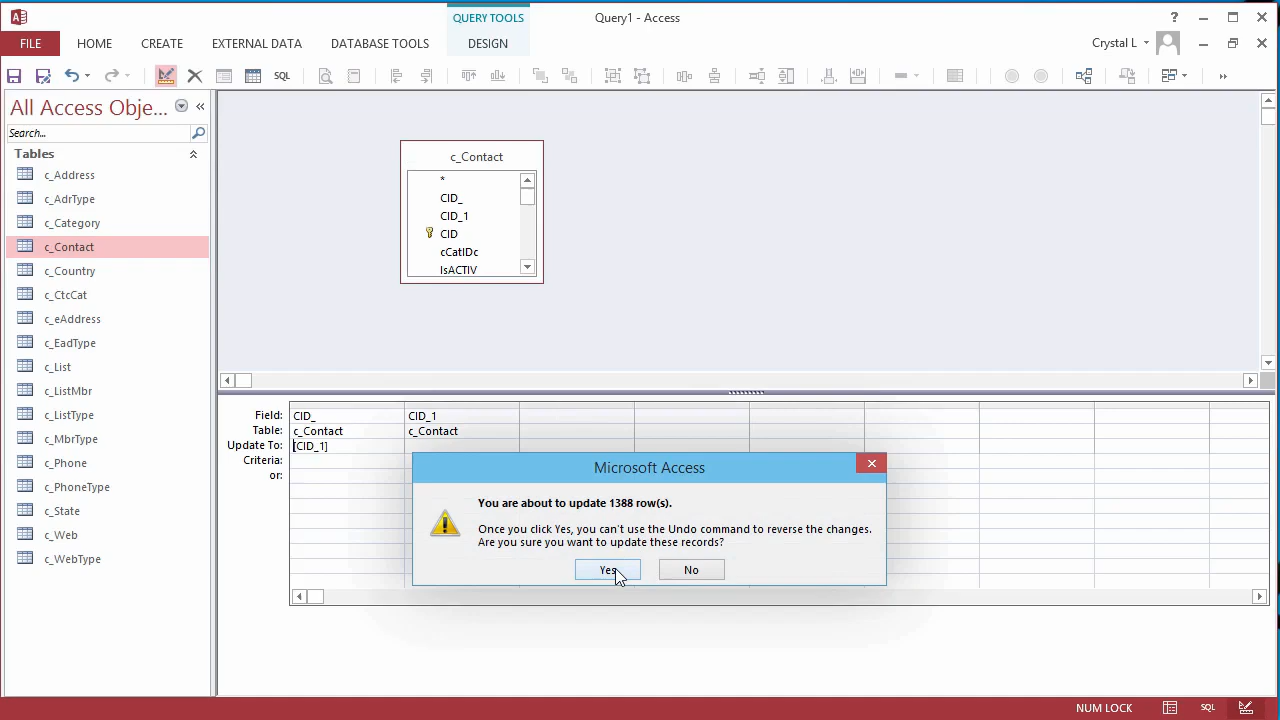 QUERY TOOLS
Query1 - Access
?
FILE
HOME
CREATE
EXTERNAL DATA
DATABASE TOOLS
DESIGN
Crystal L
SQL
All Access Obje...
Search...
Tables
c_Address
c_AdrType
c_Category
c_Contact
c_Country
c_CtcCat
c_eAddress
c_EadType
c_List
c_ListMbr
c_ListType
c_MbrType
c_Phone
c_PhoneType
c_State
c_Web
c_WebType
c_Contact
*
CID_
CID_1
CID
cCatIDc
IsACTIV
Field: CID_ CID_1
Table: c_Contact c_Contact
Update To: [CID_1]
Criteria:
or:
Microsoft Access
You are about to update 1388 row(s).
Once you click Yes, you can't use the Undo command to reverse the changes.
Are you sure you want to update these records?
Yes
No
NUM LOCK
SQL